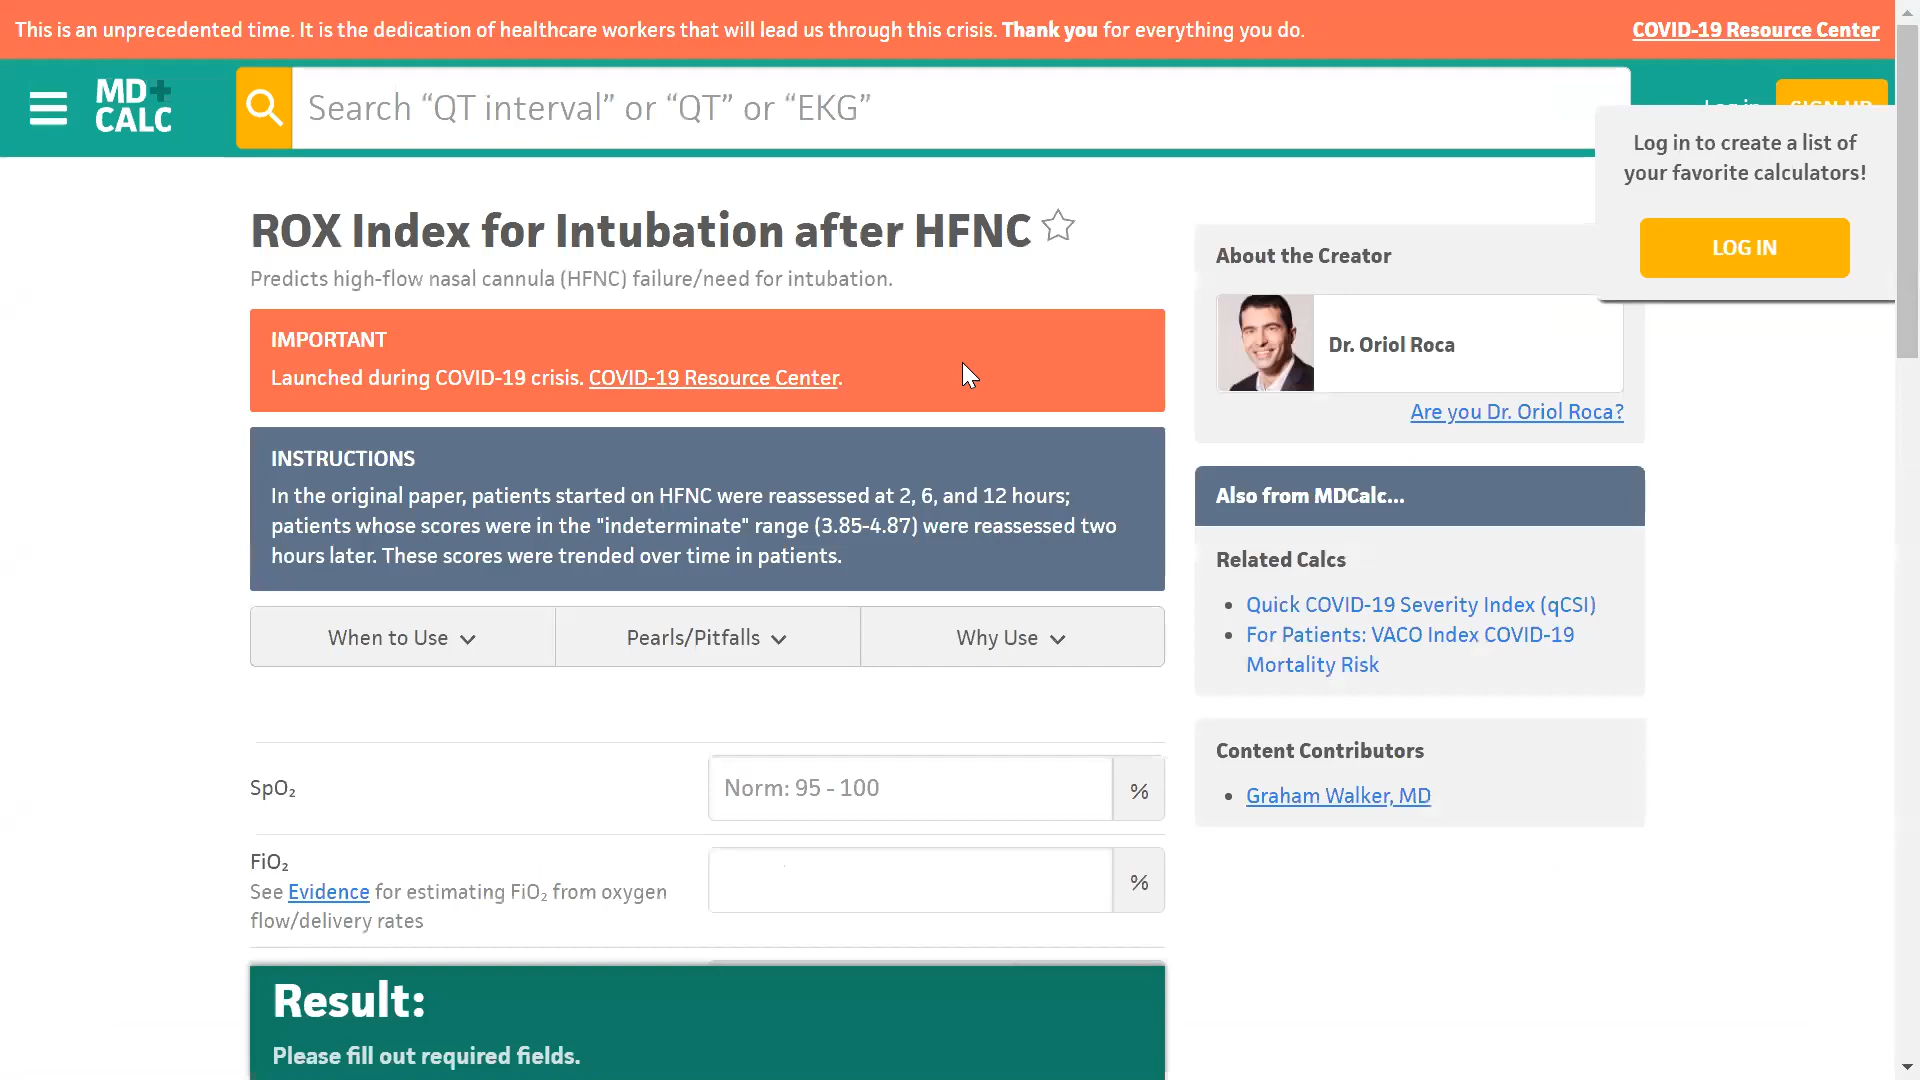 This is an unprecedented time. It is the dedication of healthcare workers that will lead us through this crisis. Thank you for everything you do.
COVID-19 Resource Center
MD+
CALC
Search “QT interval” or “QT” or “EKG”
Log in
SIGN UP
Log in to create a list of
your favorite calculators!
LOG IN
ROX Index for Intubation after HFNC
Predicts high-flow nasal cannula (HFNC) failure/need for intubation.
IMPORTANT
Launched during COVID-19 crisis. COVID-19 Resource Center.
INSTRUCTIONS
In the original paper, patients started on HFNC were reassessed at 2, 6, and 12 hours;
patients whose scores were in the "indeterminate" range (3.85-4.87) were reassessed two
hours later. These scores were trended over time in patients.
When to Use
Pearls/Pitfalls
Why Use
SpO₂
Norm: 95 - 100
%
FiO₂
See Evidence for estimating FiO₂ from oxygen
flow/delivery rates
%
Result:
Please fill out required fields.
About the Creator
Dr. Oriol Roca
Are you Dr. Oriol Roca?
Also from MDCalc...
Related Calcs
• Quick COVID-19 Severity Index (qCSI)
• For Patients: VACO Index COVID-19
Mortality Risk
Content Contributors
• Graham Walker, MD